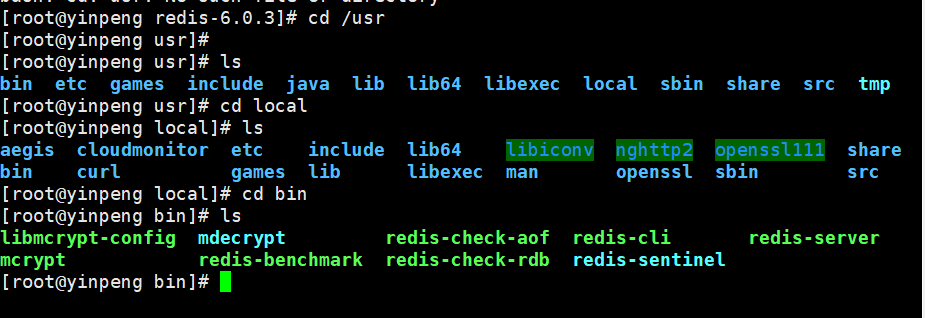 [root@yinpeng redis-6.0.3]# cd /usr
[root@yinpeng usr]#
[root@yinpeng usr]# ls
bin etc games include java lib lib64 libexec local sbin share src tmp
[root@yinpeng usr]# cd local
[root@yinpeng local]# ls
aegis cloudmonitor etc include lib64 libiconv nghttp2 openssl111 share
bin curl games lib libexec man openssl sbin src
[root@yinpeng local]# cd bin
[root@yinpeng bin]# ls
libmcrypt-config mdecrypt redis-check-aof redis-cli redis-server
mcrypt redis-benchmark redis-check-rdb redis-sentinel
[root@yinpeng bin]#